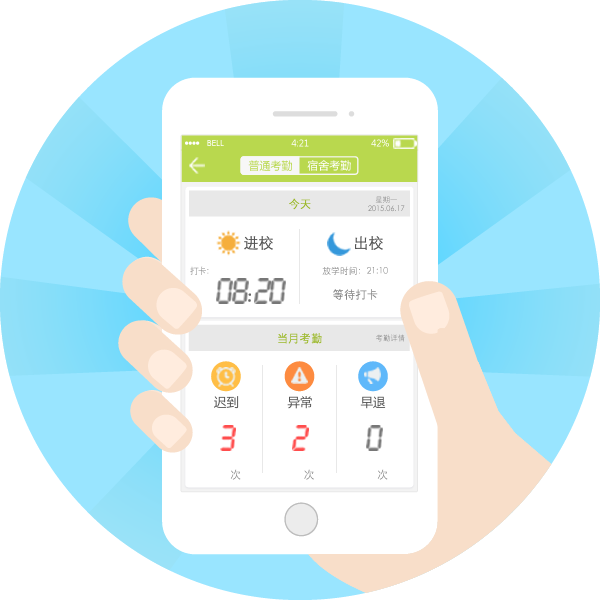 BELL 4:21 42%
普通考勤 宿舍考勤
今天 星期一
2015.06.17
进校 出校
打卡: 放学时间: 21:10
08:20 等待打卡
当月考勤 考勤详情
迟到 异常 早退
3 2 0
次 次 次